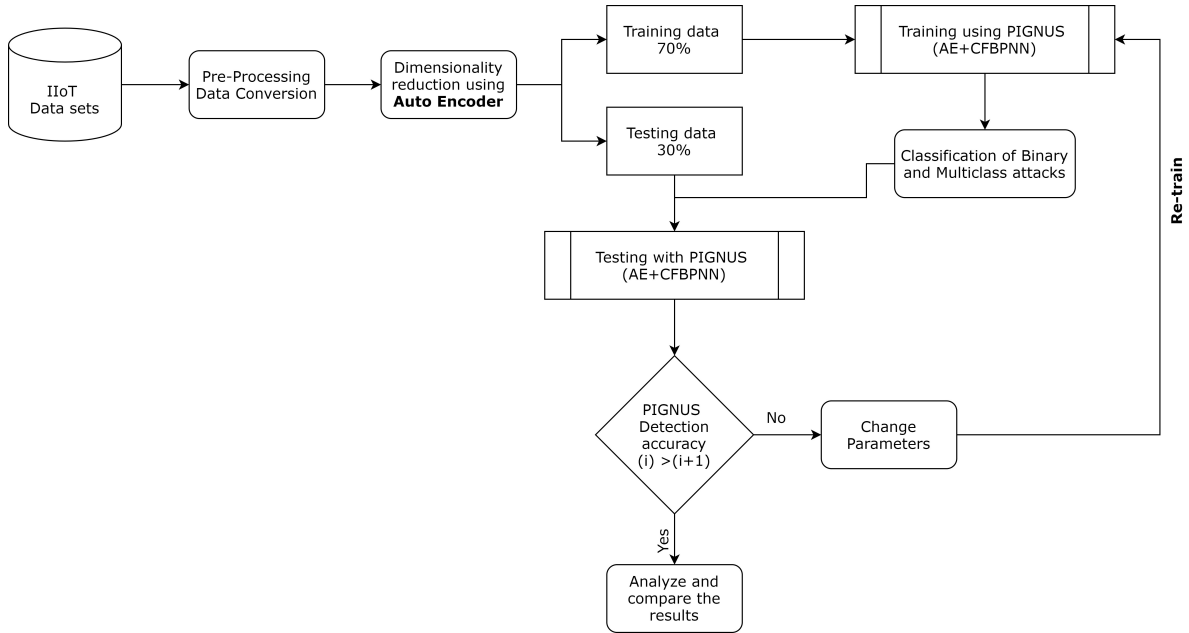 IIoT
Data sets
Pre-Processing
Data Conversion
Dimensionality
reduction using
Auto Encoder
Training data
70%
Training using PIGNUS
(AE+CFBPNN)
Testing data
30%
Classification of Binary
and Multiclass attacks
Re-train
Testing with PIGNUS
(AE+CFBPNN)
PIGNUS
Detection
accuracy
(i) >(i+1)
No
Change
Parameters
Yes
Analyze and
compare the
results